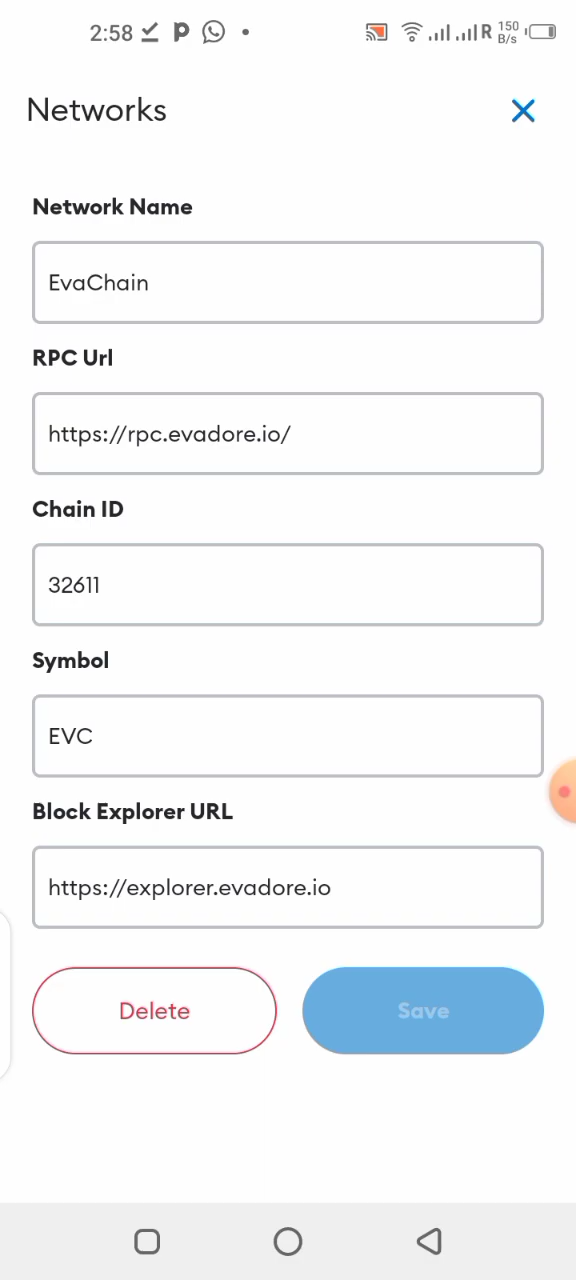 2:58
R
150
B/s
Networks
Network Name
EvaChain
RPC Url
https://rpc.evadore.io/
Chain ID
32611
Symbol
EVC
Block Explorer URL
https://explorer.evadore.io
Delete
Save